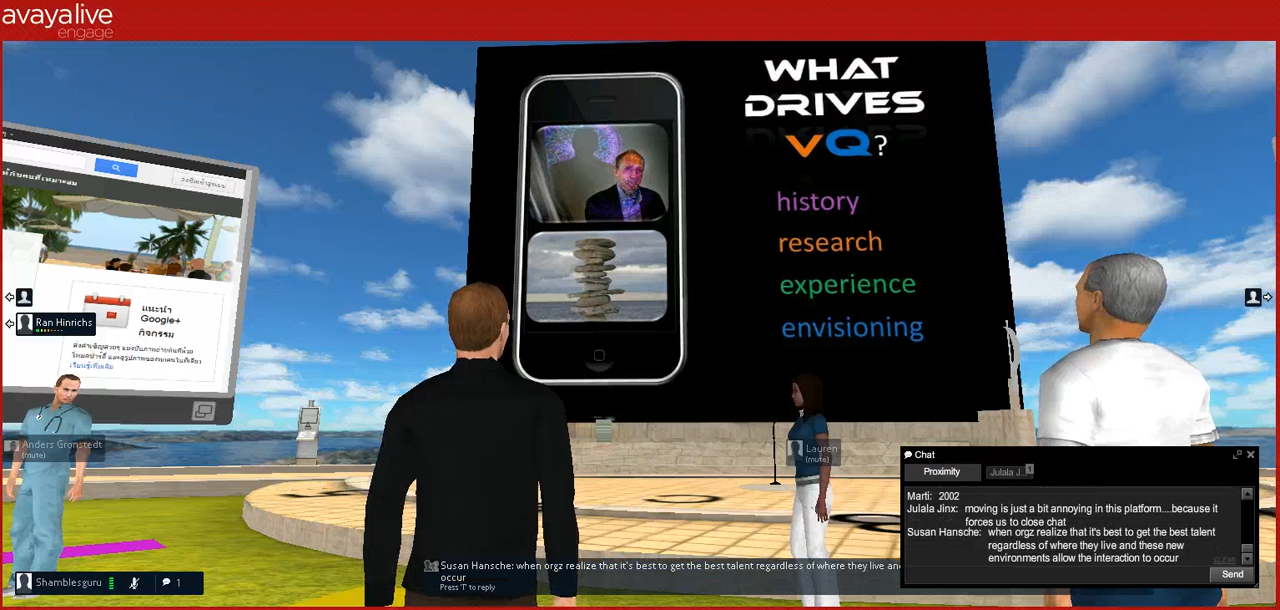 avayalive
engage
WHAT
DRIVES
VQ?
history
research
experience
envisioning
แนะนำ
Google+
กิจกรรม
Ran Hinrichs
Anders Gronstedt
(mute)
Lauren
(mute)
Chat
Proximity
Julala J...
1
Marti: 2002
Julala Jinx: moving is just a bit annoying in this platform....because it
forces us to close chat
Susan Hansche: when orgz realize that it's best to get the best talent
regardless of where they live and these new
environments allow the interaction to occur
CLEAR
Send
Susan Hansche: when orgz realize that it's best to get the best talent regardless of where they live an
occur
Press 'T' to reply
Shamblesguru
1